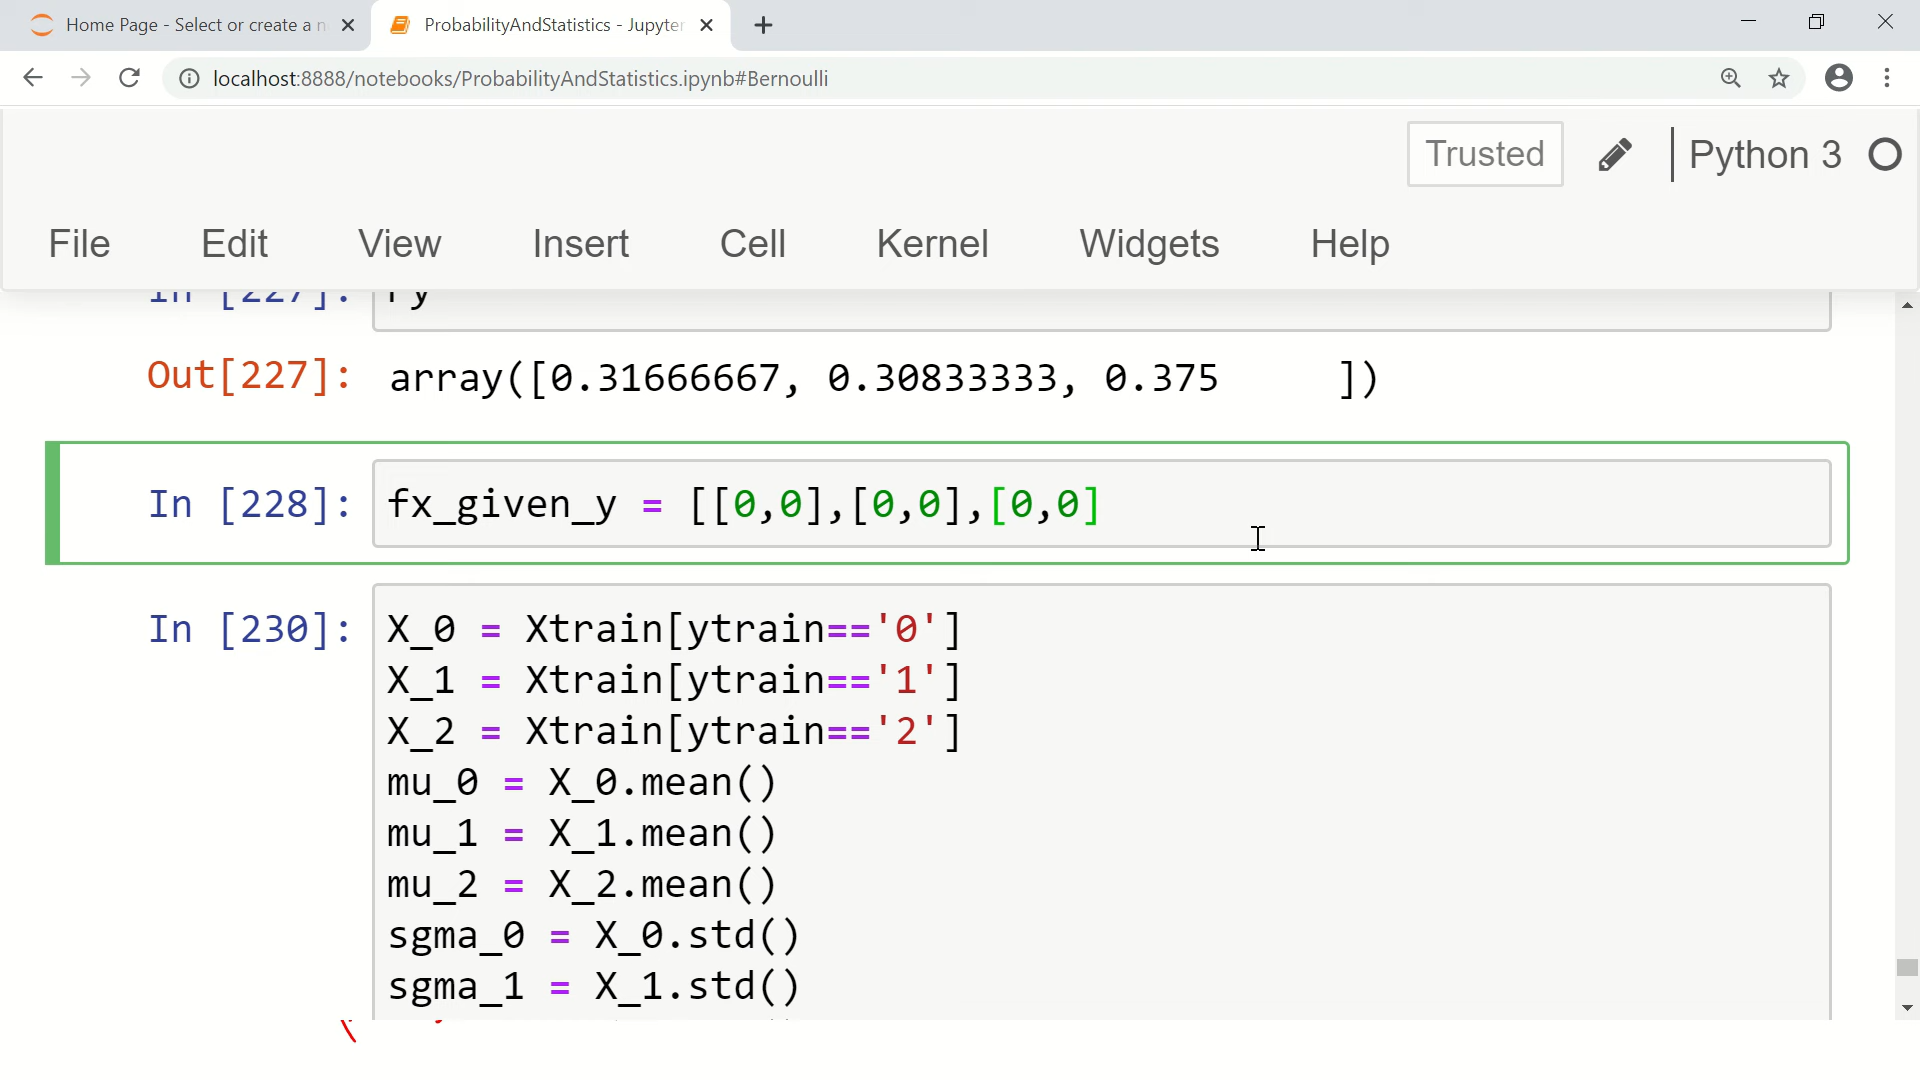 Home Page - Select or create a n
ProbabilityAndStatistics - Jupyter
localhost:8888/notebooks/ProbabilityAndStatistics.ipynb#Bernoulli
Trusted
Python 3
File Edit View Insert Cell Kernel Widgets Help
In [227]:
Out[227]: array([0.31666667, 0.30833333, 0.375     ])
In [228]: fx_given_y = [[0,0],[0,0],[0,0]
In [230]: X_0 = Xtrain[ytrain=='0']
X_1 = Xtrain[ytrain=='1']
X_2 = Xtrain[ytrain=='2']
mu_0 = X_0.mean()
mu_1 = X_1.mean()
mu_2 = X_2.mean()
sgma_0 = X_0.std()
sgma_1 = X_1.std()